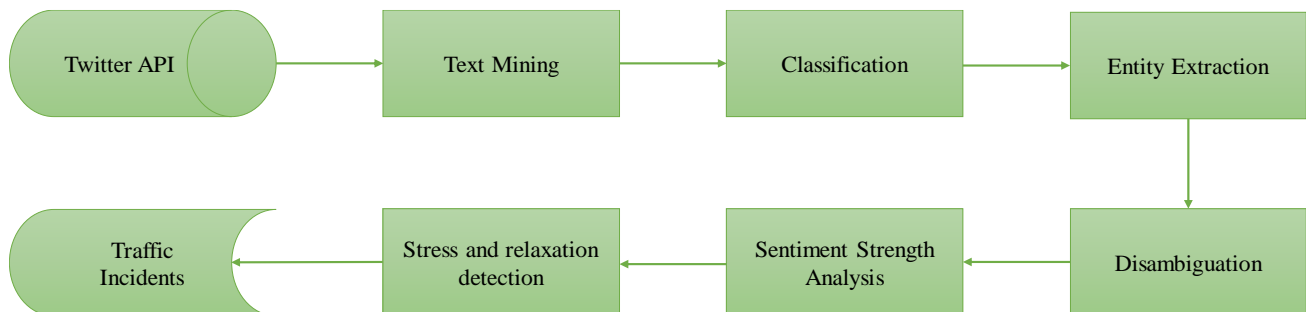 Twitter API
Text Mining
Classification
Entity Extraction
Traffic
Incidents
Stress and relaxation
detection
Sentiment Strength
Analysis
Disambiguation